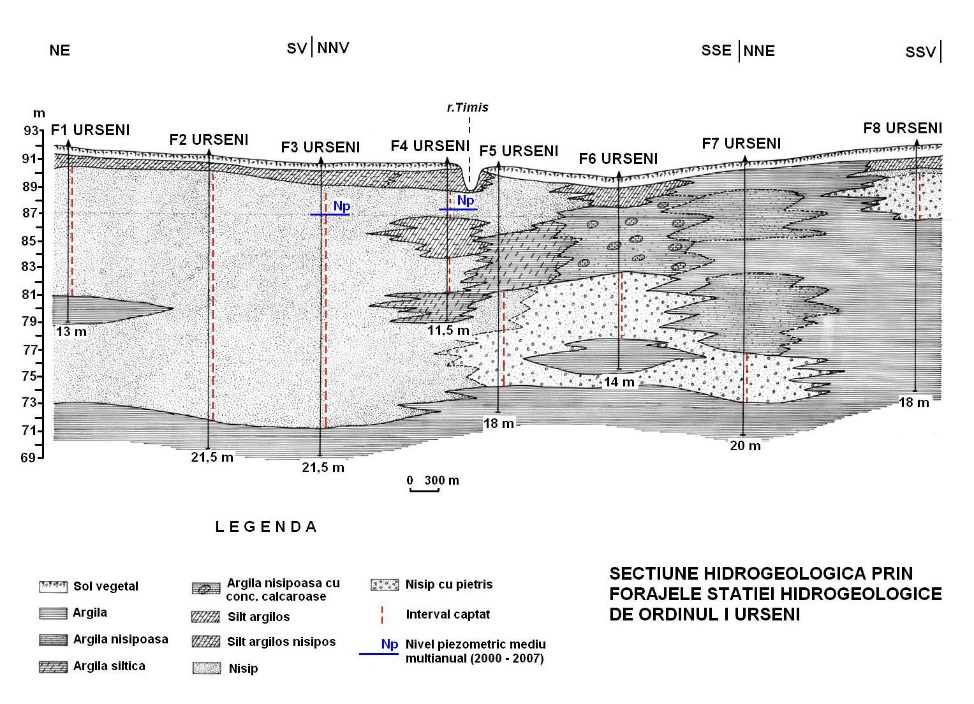 NE
SV NNV
SSE NNE
SSV
r.Timis
m
F1 URSENI
F2 URSENI
F3 URSENI
F4 URSENI
F5 URSENI
F6 URSENI
F7 URSENI
F8 URSENI
93
91
89
87
85
83
81
79
77
75
73
71
69
Np
Np
13 m
21,5 m
21,5 m
11.5 m
18 m
14 m
20 m
18 m
0 300 m
LEGENDA
Sol vegetal
Argila
Argila nisipoasa
Argila siltica
Argila nisipoasa cu
conc. calcaroase
Silt argilos
Silt argilos nisipos
Nisip
Nisip cu pietris
Interval captat
Np Nivel piezometric mediu
multianual (2000 - 2007)
SECTIUNE HIDROGEOLOGICA PRIN
FORAJELE STATIEI HIDROGEOLOGICE
DE ORDINUL I URSENI